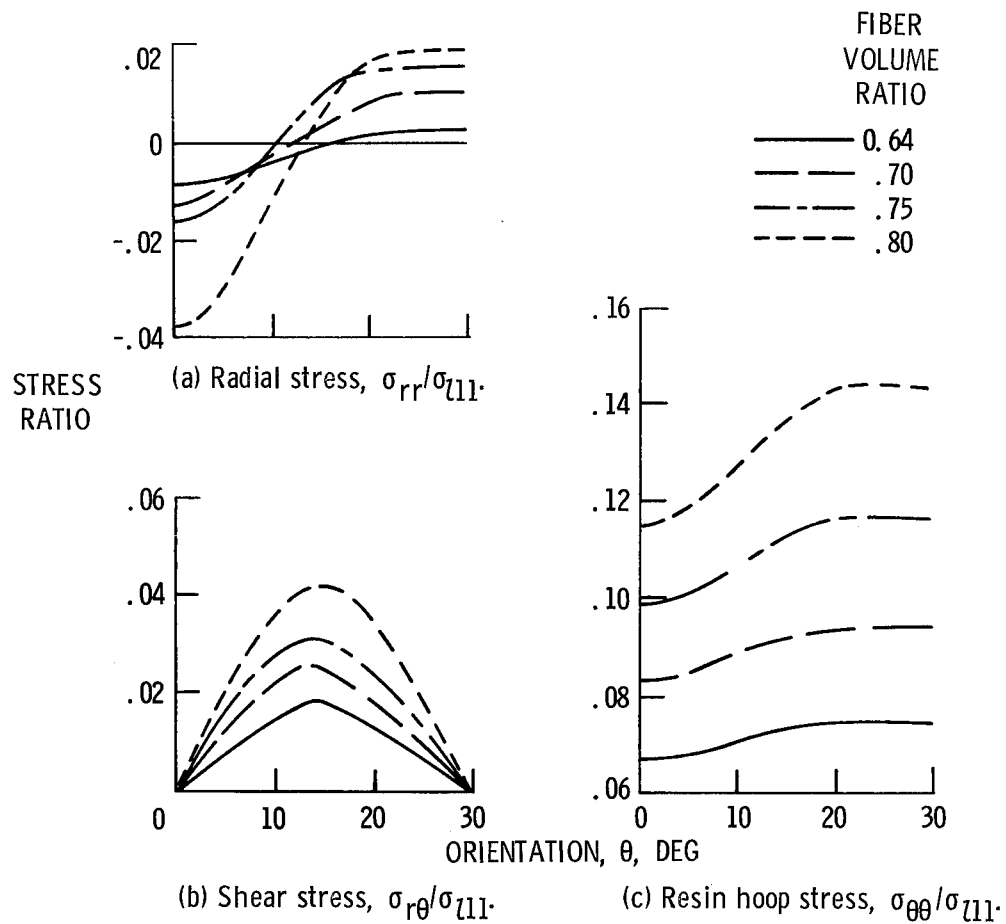 FIBER
VOLUME
RATIO
0.64
.70
.75
.80
.02
0
-.02
-.04
(a) Radial stress, σrr/σl11.
STRESS
RATIO
.06
.04
.02
0 10 20 30
(b) Shear stress, σrθ/σl11.
.16
.14
.12
.10
.08
.06
0 10 20 30
(c) Resin hoop stress, σθθ/σl11.
ORIENTATION, θ, DEG